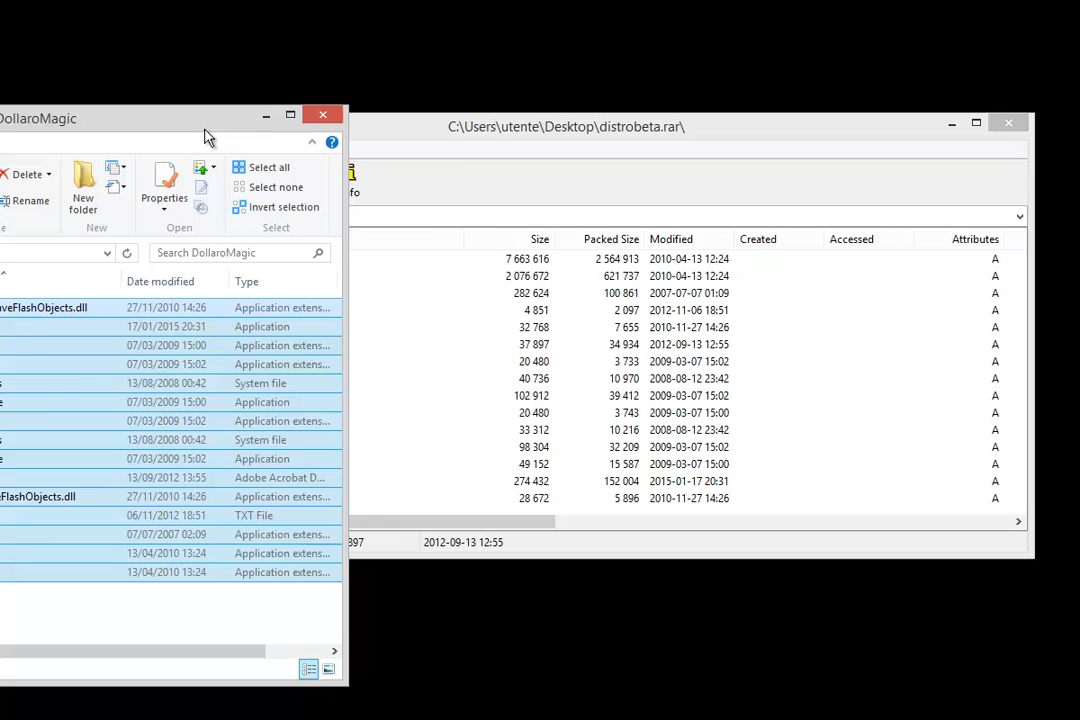 DollaroMagic
Delete
Rename
New
folder
Properties
Select all
Select none
Invert selection
New
Open
Select
Search DollaroMagic
Date modified
Type
aveFlashObjects.dll
27/11/2010 14:26
Application extens...
17/01/2015 20:31
Application
07/03/2009 15:00
Application extens...
07/03/2009 15:02
Application extens...
s
13/08/2008 00:42
System file
e
07/03/2009 15:00
Application
07/03/2009 15:02
Application extens...
s
13/08/2008 00:42
System file
e
07/03/2009 15:02
Application
13/09/2012 13:55
Adobe Acrobat D...
eFlashObjects.dll
27/11/2010 14:26
Application extens...
06/11/2012 18:51
TXT File
07/07/2007 02:09
Application extens...
13/04/2010 13:24
Application extens...
13/04/2010 13:24
Application extens...
C:\Users\utente\Desktop\distrobeta.rar\
fo
Size
Packed Size
Modified
Created
Accessed
Attributes
7 663 616
2 564 913
2010-04-13 12:24
A
2 076 672
621 737
2010-04-13 12:24
A
282 624
100 861
2007-07-07 01:09
A
4 851
2 097
2012-11-06 18:51
A
32 768
7 655
2010-11-27 14:26
A
37 897
34 934
2012-09-13 12:55
A
20 480
3 733
2009-03-07 15:02
A
40 736
10 970
2008-08-12 23:42
A
102 912
39 412
2009-03-07 15:02
A
20 480
3 743
2009-03-07 15:00
A
33 312
10 216
2008-08-12 23:42
A
98 304
32 209
2009-03-07 15:02
A
49 152
15 587
2009-03-07 15:00
A
274 432
152 004
2015-01-17 20:31
A
28 672
5 896
2010-11-27 14:26
A
397
2012-09-13 12:55